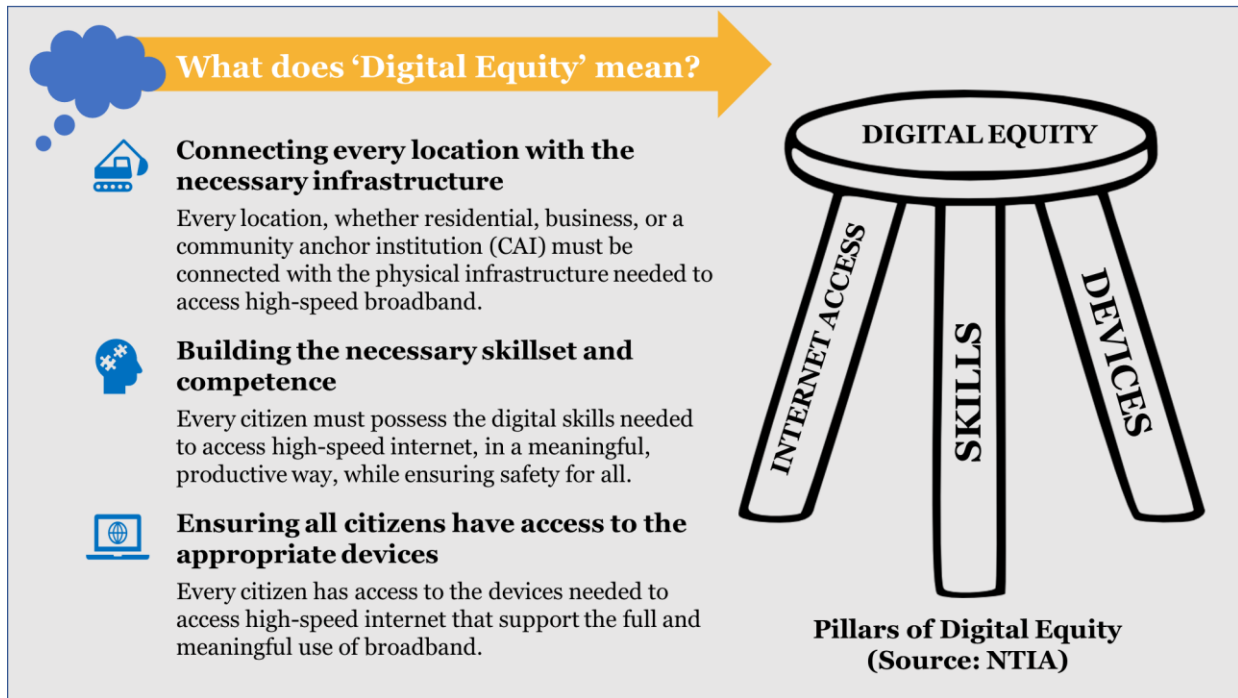 What does ‘Digital Equity’ mean?
Connecting every location with the
necessary infrastructure
Every location, whether residential, business, or a
community anchor institution (CAI) must be
connected with the physical infrastructure needed to
access high-speed broadband.
Building the necessary skillset and
competence
Every citizen must possess the digital skills needed
to access high-speed internet, in a meaningful,
productive way, while ensuring safety for all.
Ensuring all citizens have access to the
appropriate devices
Every citizen has access to the devices needed to
access high-speed internet that support the full and
meaningful use of broadband.
DIGITAL EQUITY
INTERNET ACCESS
SKILLS
DEVICES
Pillars of Digital Equity
(Source: NTIA)